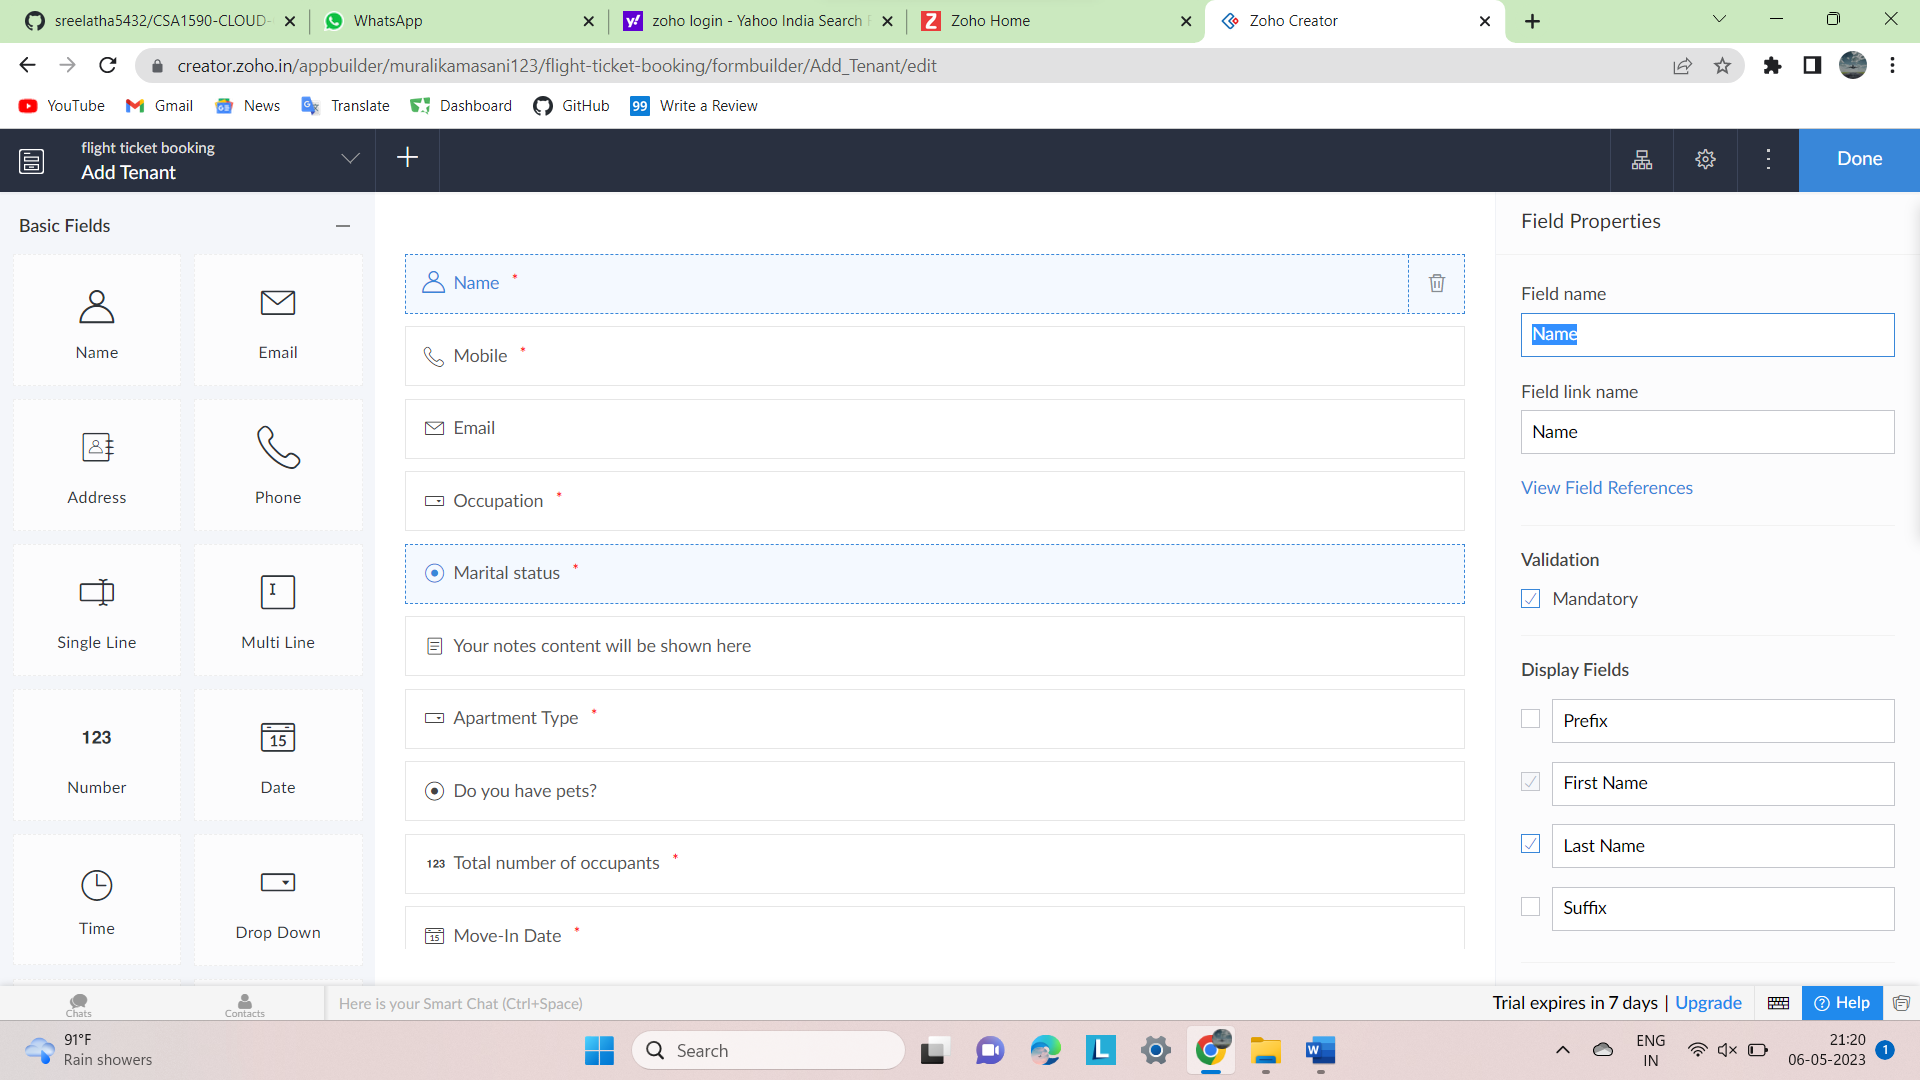 sreelatha5432/CSA1590-CLOUD-
WhatsApp
zoho login - Yahoo India Search
Zoho Home
Zoho Creator
creator.zoho.in/appbuilder/muralikamasani123/flight-ticket-booking/formbuilder/Add_Tenant/edit
YouTube
Gmail
News
Translate
Dashboard
GitHub
99 Write a Review
flight ticket booking
Add Tenant
Done
Basic Fields
Name
Email
Address
Phone
Single Line
Multi Line
123
Number
15
Date
Time
Drop Down
Name *
Mobile *
Email
Occupation *
Marital status *
Your notes content will be shown here
Apartment Type *
Do you have pets?
123 Total number of occupants *
15 Move-In Date *
Field Properties
Field name
Name
Field link name
Name
View Field References
Validation
Mandatory
Display Fields
Prefix
First Name
Last Name
Suffix
Chats
Contacts
Here is your Smart Chat (Ctrl+Space)
Trial expires in 7 days | Upgrade
Help
91°F
Rain showers
Search
ENG
IN
21:20
06-05-2023
1